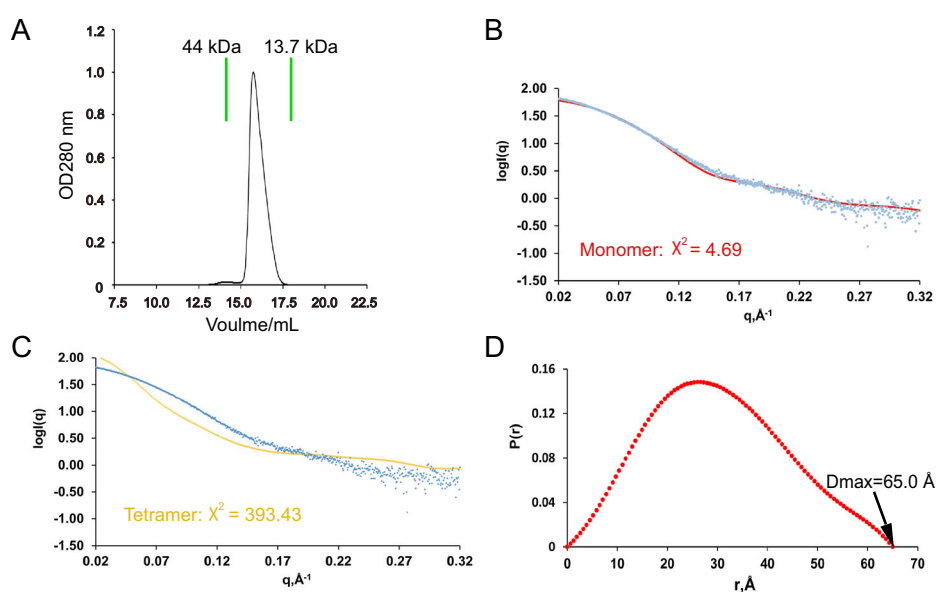 A
44 kDa
13.7 kDa
OD280 nm
1.2
1.0
0.8
0.6
0.4
0.2
0
7.5 10.0 12.5 15.0 17.5 20.0 22.5
Voulme/mL
B
logI(q)
2.00
1.50
1.00
0.50
0.00
-0.50
-1.00
-1.50
Monomer: χ² = 4.69
0.02 0.07 0.12 0.17 0.22 0.27 0.32
q,Å⁻¹
C
logI(q)
2.00
1.50
1.00
0.50
0.00
-0.50
-1.00
-1.50
Tetramer: χ² = 393.43
0.02 0.07 0.12 0.17 0.22 0.27 0.32
q,Å⁻¹
D
P(r)
0.16
0.12
0.08
0.04
0
Dmax=65.0 Å
0 10 20 30 40 50 60 70
r,Å